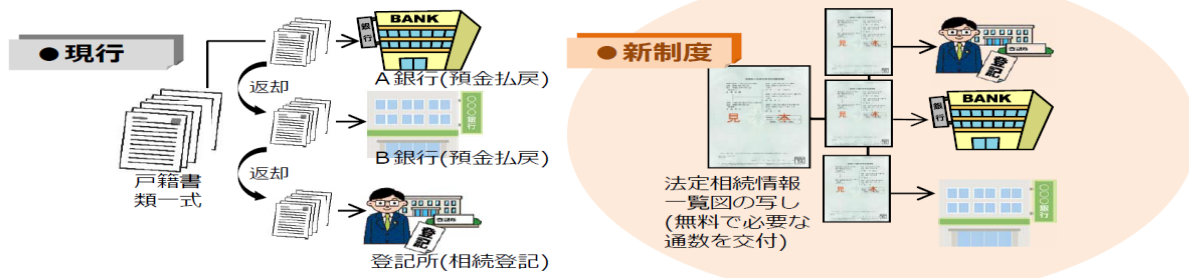 ●現行
戸籍書
類一式
返却
返却
BANK
銀行
A銀行(預金払戻)
〇〇銀行
B銀行(預金払戻)
登記
登記所(相続登記)
●新制度
見 本
法定相続情報
一覧図の写し
(無料で必要な
通数を交付)
見 本
見 本
見 本
登記
BANK
銀行
〇〇銀行